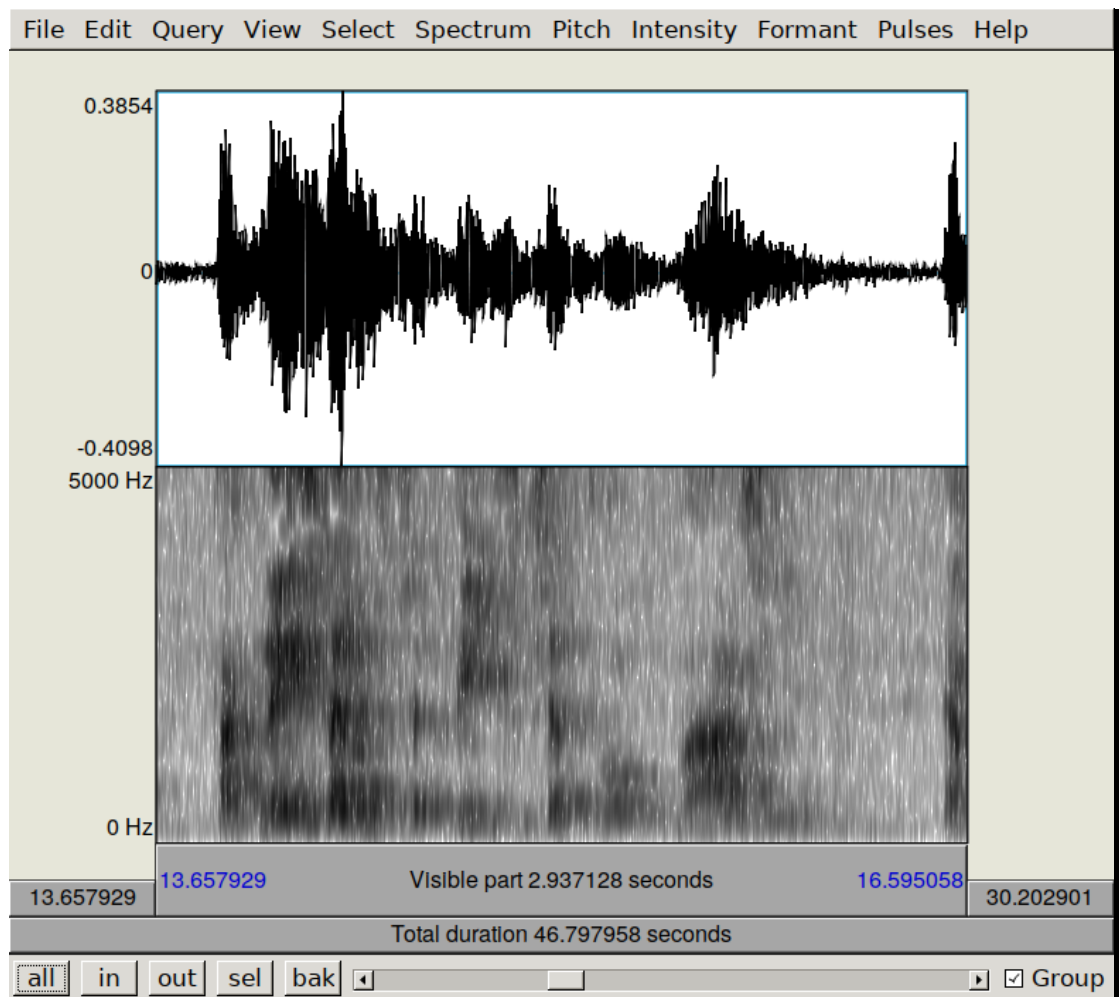 File Edit Query View Select Spectrum Pitch Intensity Formant Pulses Help
0.3854
0
-0.4098
5000 Hz
0 Hz
13.657929 Visible part 2.937128 seconds 16.595058
13.657929 30.202901
Total duration 46.797958 seconds
all in out sel bak Group